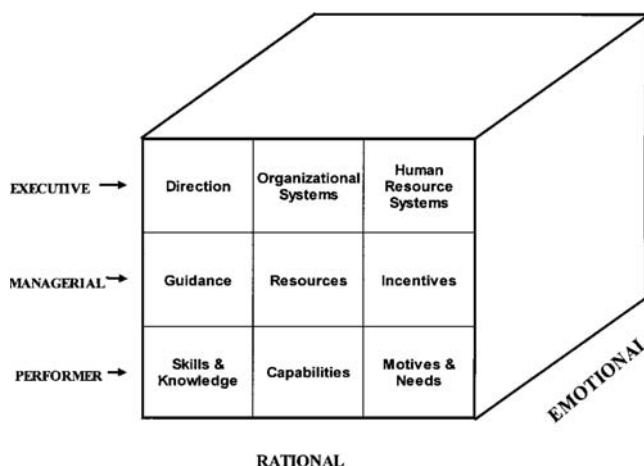 EXECUTIVE
Direction
Organizational
Systems
Human
Resource
Systems
MANAGERIAL
Guidance
Resources
Incentives
PERFORMER
Skills &
Knowledge
Capabilities
Motives &
Needs
EMOTIONAL
RATIONAL